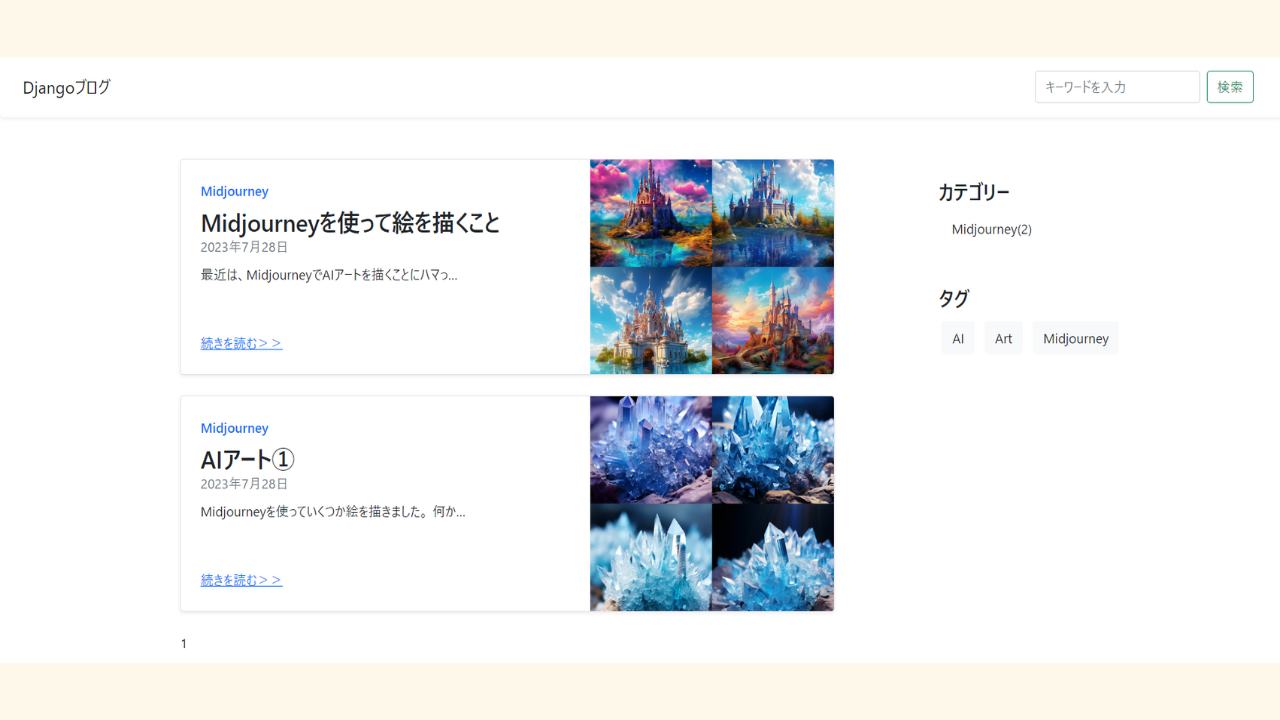 Djangoブログ
キーワードを入力
検索
Midjourney
Midjourneyを使って絵を描くこと
2023年7月28日
最近は、MidjourneyでAIアートを描くことにハマっ...
続きを読む＞＞
Midjourney
AIアート①
2023年7月28日
Midjourneyを使っていくつか絵を描きました。 何か...
続きを読む＞＞
1
カテゴリー
Midjourney(2)
タグ
AI
Art
Midjourney